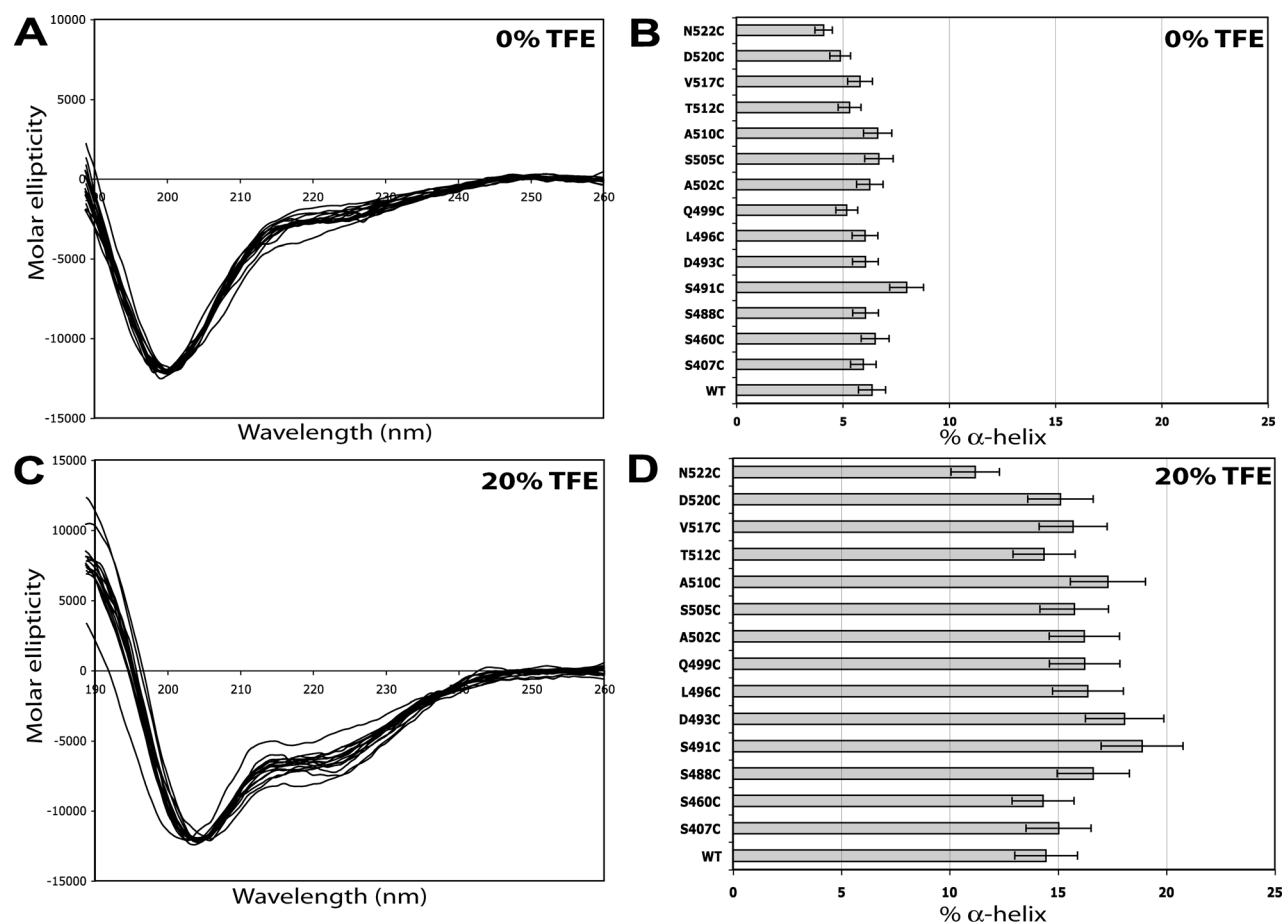 A
0% TFE
10000
5000
0
-5000
-10000
-15000
Molar ellipticity
90 200 210 220 230 240 250 260
Wavelength (nm)
B
0% TFE
N522C
D520C
V517C
T512C
A510C
S505C
A502C
Q499C
L496C
D493C
S491C
S488C
S460C
S407C
WT
0 5 10 15 20 25
% α-helix
C
20% TFE
15000
10000
5000
0
-5000
-10000
-15000
Molar ellipticity
190 200 210 220 230 240 250 260
Wavelength (nm)
D
20% TFE
N522C
D520C
V517C
T512C
A510C
S505C
A502C
Q499C
L496C
D493C
S491C
S488C
S460C
S407C
WT
0 5 10 15 20 25
% α-helix